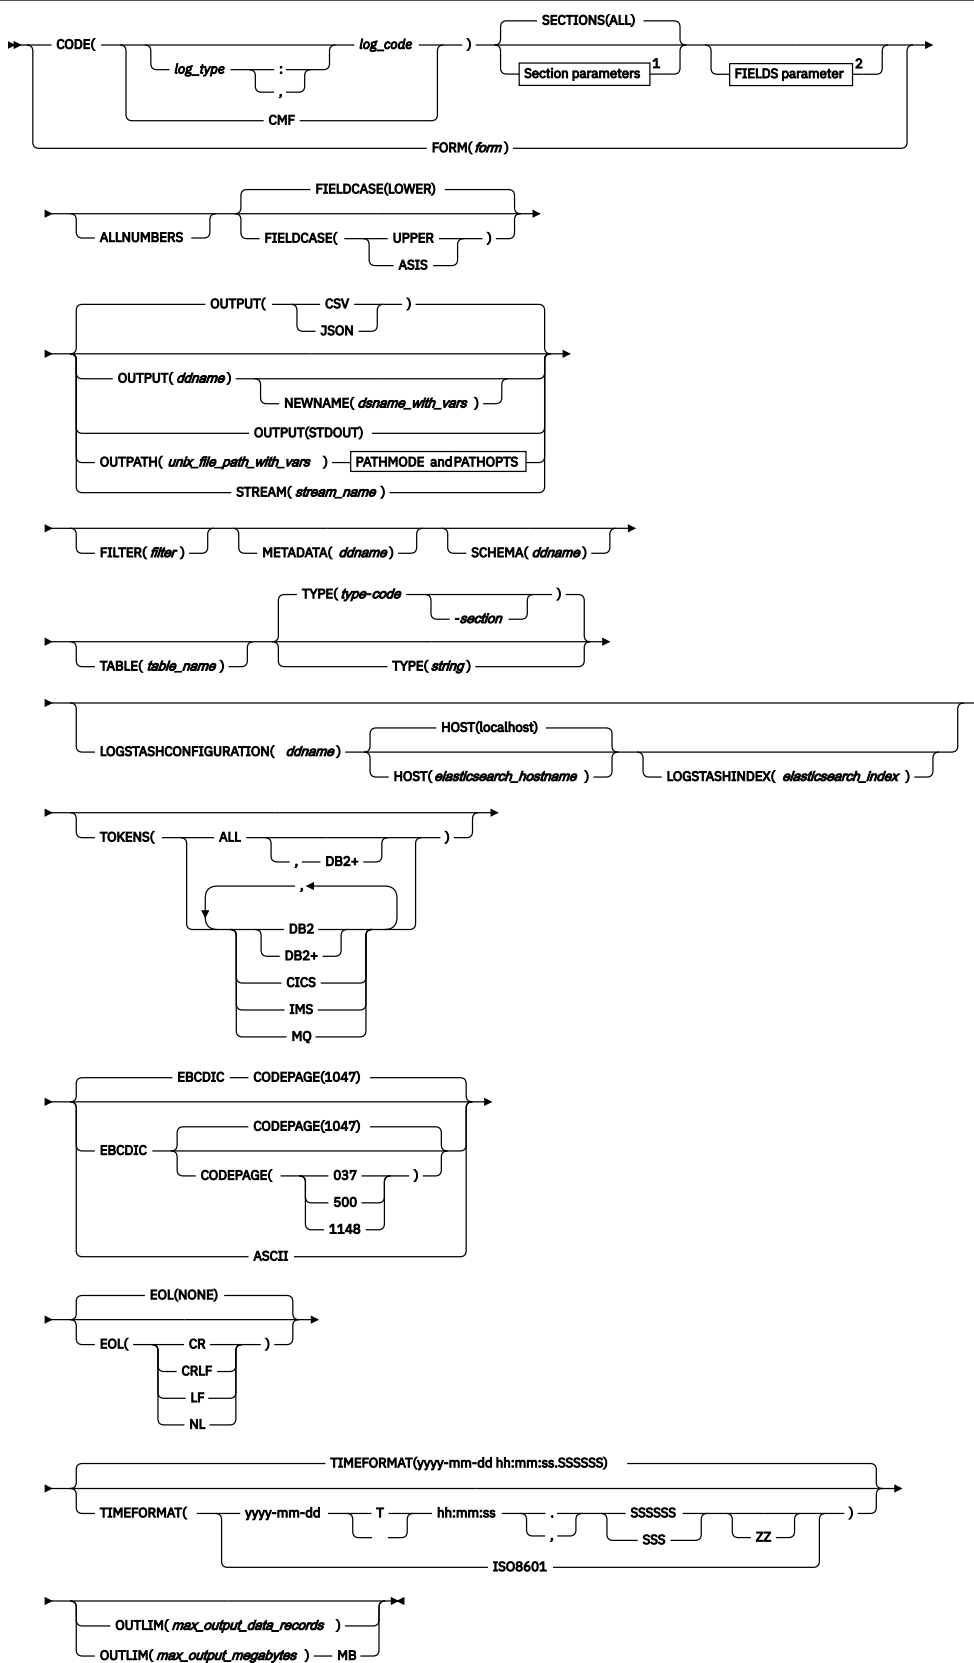 SECTIONS(ALL)
CODE( log_code )
log_type : Section parameters 1 FIELDS parameter 2
,
CMF
FORM( form )
FIELDCASE(LOWER)
ALLNUMBERS FIELDCASE( UPPER )
ASIS
OUTPUT( CSV )
JSON
OUTPUT( ddname )
NEWNAME( dsname_with_vars )
OUTPUT(STDOUT)
OUTPATH( unix_file_path_with_vars ) PATHMODE and PATHOPTS
STREAM( stream_name )
FILTER( filter ) METADATA( ddname ) SCHEMA( ddname )
TYPE( type-code )
-section
TABLE( table_name ) TYPE( string )
HOST(localhost)
LOGSTASHCONFIGURATION( ddname )
HOST( elasticsearch_hostname ) LOGSTASHINDEX( elasticsearch_index )
TOKENS( ALL )
, DB2+
,
DB2
DB2+
CICS
IMS
MQ
EBCDIC CODEPAGE(1047)
CODEPAGE(1047)
EBCDIC
CODEPAGE( 037 )
500
1148
ASCII
EOL(NONE)
EOL( CR )
CRLF
LF
NL
TIMEFORMAT(yyyy-mm-dd hh:mm:ss.SSSSSS)
TIMEFORMAT( yyyy-mm-dd T hh:mm:ss . SSSSSS )
, SSS ZZ
ISO8601
OUTLIM( max_output_data_records )
OUTLIM( max_output_megabytes ) MB